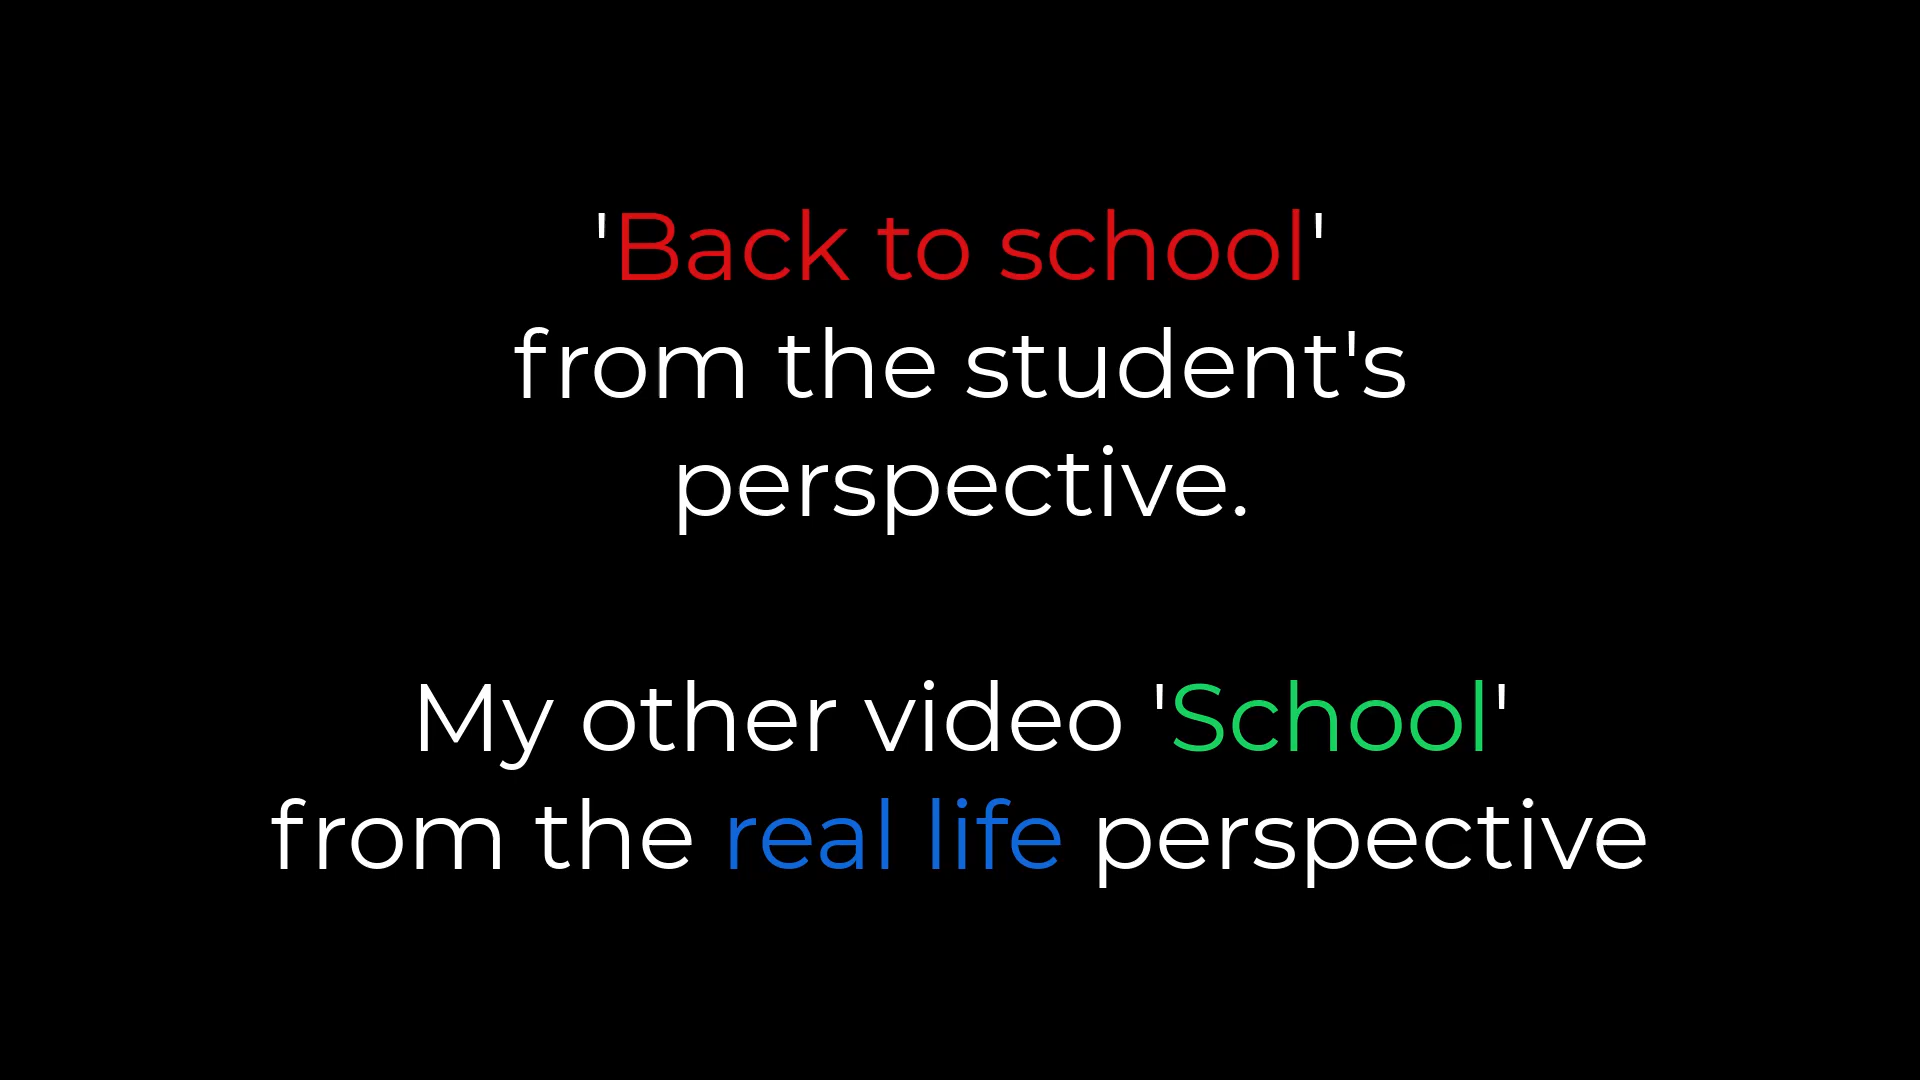 'Back to school'
from the student's
perspective.
My other video 'School'
from the real life perspective